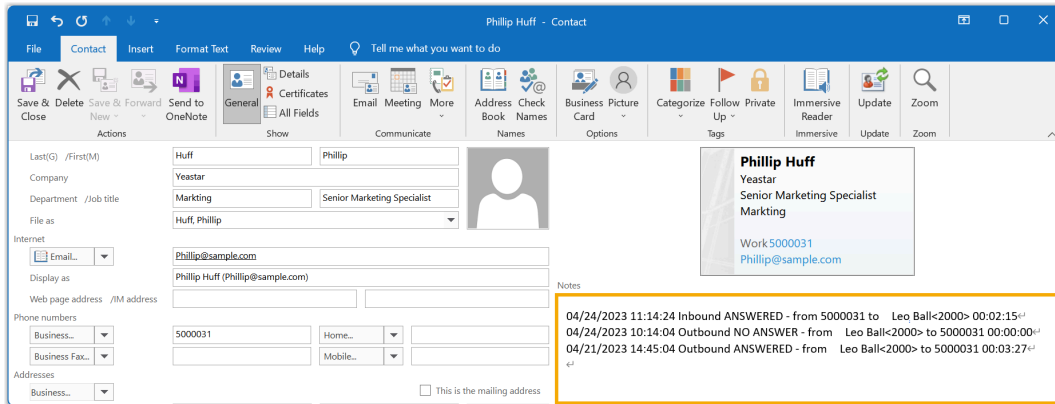 Phillip Huff - Contact
File Contact Insert Format Text Review Help Tell me what you want to do
Save & Close Delete Save & New Forward Send to OneNote
Actions
General Details Certificates All Fields
Show
Email Meeting More
Communicate
Address Book Check Names
Names
Business Card Picture
Options
Categorize Follow Up Private
Tags
Immersive Reader
Immersive
Update
Update
Zoom
Zoom
Last(G) /First(M) Huff Phillip
Company Yeastar
Department /Job title Markting Senior Marketing Specialist
File as Huff, Phillip
Internet
Email... Phillip@sample.com
Display as Phillip Huff (Phillip@sample.com)
Web page address /IM address
Phone numbers
Business... 5000031 Home...
Business Fax... Mobile...
Addresses
Business... This is the mailing address
Phillip Huff
Yeastar
Senior Marketing Specialist
Markting
Work 5000031
Phillip@sample.com
Notes
04/24/2023 11:14:24 Inbound ANSWERED - from 5000031 to Leo Ball<2000> 00:02:15↵
04/24/2023 10:14:04 Outbound NO ANSWER - from Leo Ball<2000> to 5000031 00:00:00↵
04/21/2023 14:45:04 Outbound ANSWERED - from Leo Ball<2000> to 5000031 00:03:27↵
↵